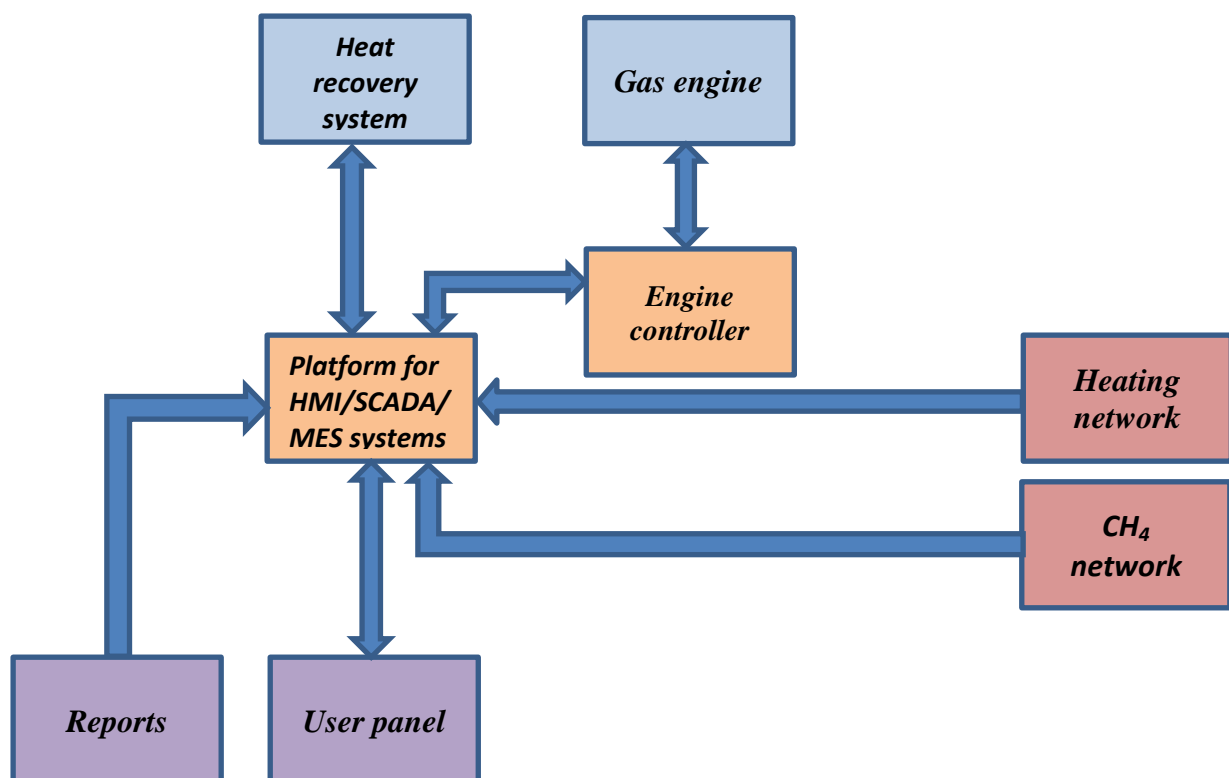 Heat
recovery
system
Gas engine
Engine
controller
Platform for
HMI/SCADA/
MES systems
Heating
network
CH₄
network
Reports
User panel